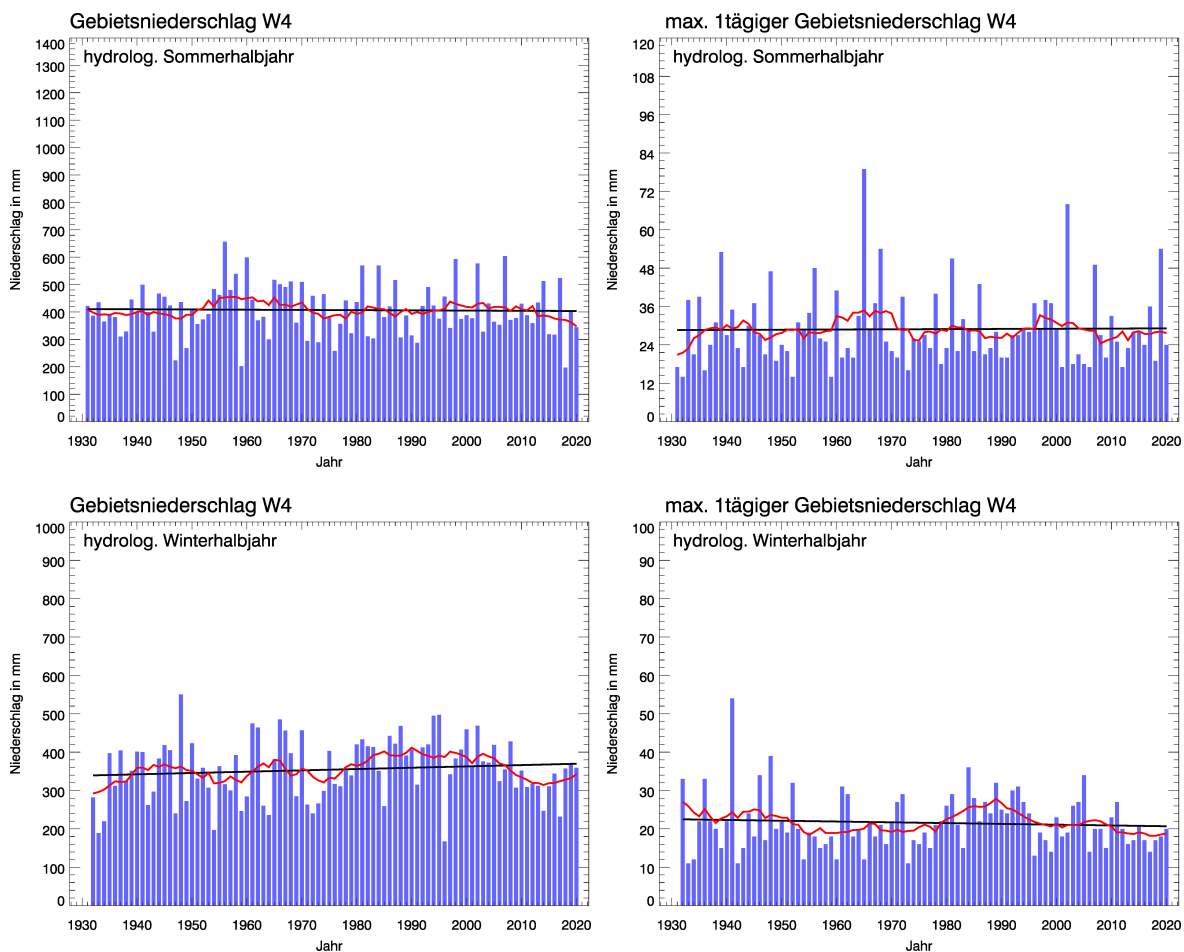 Gebietsniederschlag W4
hydrolog. Sommerhalbjahr
Niederschlag in mm
1400
1300
1200
1100
1000
900
800
700
600
500
400
300
200
100
0
1930 1940 1950 1960 1970 1980 1990 2000 2010 2020
Jahr
max. 1tägiger Gebietsniederschlag W4
hydrolog. Sommerhalbjahr
Niederschlag in mm
120
108
96
84
72
60
48
36
24
12
0
1930 1940 1950 1960 1970 1980 1990 2000 2010 2020
Jahr
Gebietsniederschlag W4
hydrolog. Winterhalbjahr
Niederschlag in mm
1000
900
800
700
600
500
400
300
200
100
0
1930 1940 1950 1960 1970 1980 1990 2000 2010 2020
Jahr
max. 1tägiger Gebietsniederschlag W4
hydrolog. Winterhalbjahr
Niederschlag in mm
100
90
80
70
60
50
40
30
20
10
0
1930 1940 1950 1960 1970 1980 1990 2000 2010 2020
Jahr